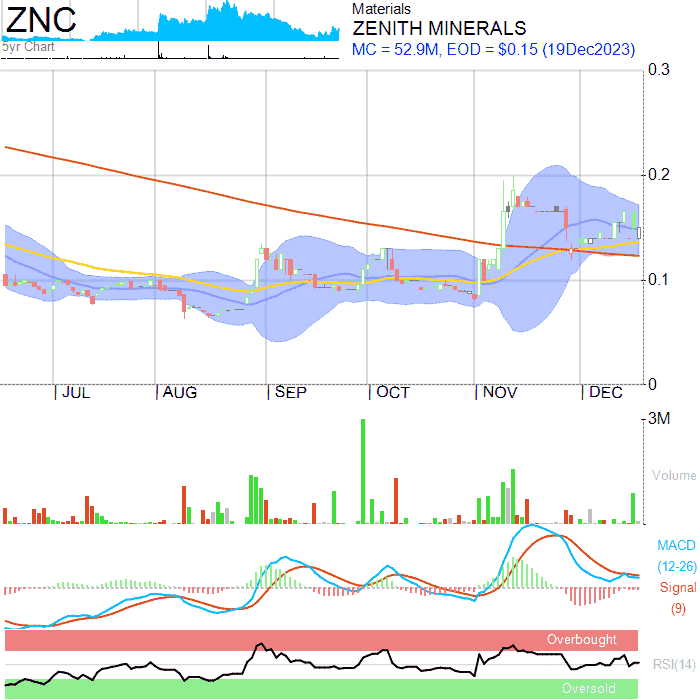 ZNC
5yr Chart
Materials
ZENITH MINERALS
MC = 52.9M, EOD = $0.15 (19Dec2023)
0.3
0.2
0.1
0
JUL
AUG
SEP
OCT
NOV
DEC
3M
Volume
MACD
(12-26)
Signal
(9)
Overbought
RSI(14)
Oversold